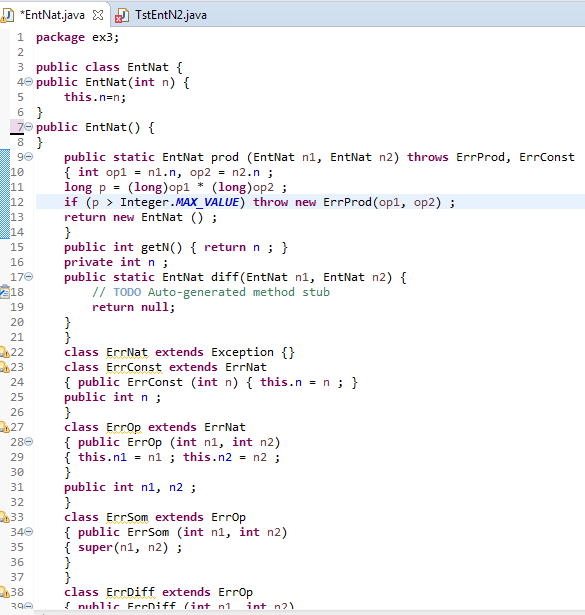 *EntNat.java TstEntN2.java
1 package ex3;
2
3 public class EntNat {
4 public EntNat(int n) {
5 this.n=n;
6 }
7 public EntNat() {
8 }
9 public static EntNat prod (EntNat n1, EntNat n2) throws ErrProd, ErrConst
10 { int op1 = n1.n, op2 = n2.n ;
11 long p = (long)op1 * (long)op2 ;
12 if (p > Integer.MAX_VALUE) throw new ErrProd(op1, op2) ;
13 return new EntNat () ;
14 }
15 public int getN() { return n ; }
16 private int n ;
17 public static EntNat diff(EntNat n1, EntNat n2) {
18 // TODO Auto-generated method stub
19 return null;
20 }
21 }
22 class ErrNat extends Exception {}
23 class ErrConst extends ErrNat
24 { public ErrConst (int n) { this.n = n ; }
25 public int n ;
26 }
27 class ErrOp extends ErrNat
28 { public ErrOp (int n1, int n2)
29 { this.n1 = n1 ; this.n2 = n2 ;
30 }
31 public int n1, n2 ;
32 }
33 class ErrSom extends ErrOp
34 { public ErrSom (int n1, int n2)
35 { super(n1, n2) ;
36 }
37 }
38 class ErrDiff extends ErrOp
39 { public ErrDiff (int n1, int n2)